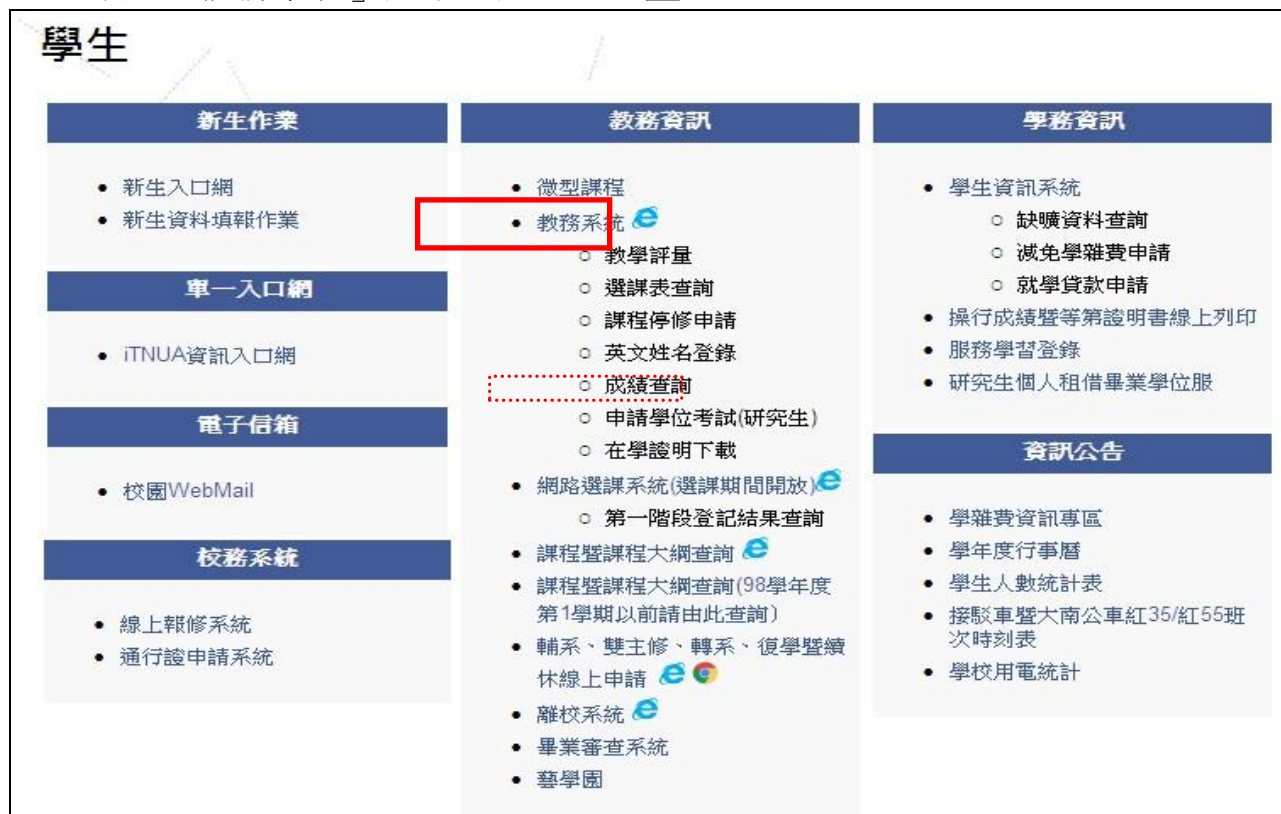 學生
新生作業
新生入口網
新生資料填報作業
單一入口網
iTNUA資訊入口網
電子信箱
校園WebMail
校務系統
線上報修系統
通行證申請系統
教務資訊
微型課程
教務系統
教學評量
選課表查詢
課程停修申請
英文姓名登錄
成績查詢
申請學位考試(研究生)
在學證明下載
網路選課系統(選課期間開放)
第一階段登記結果查詢
課程暨課程大綱查詢
課程暨課程大綱查詢(98學年度
第1學期以前請由此查詢)
輔系、雙主修、轉系、復學暨續
休線上申請
離校系統
畢業審查系統
藝學園
學務資訊
學生資訊系統
缺曠資料查詢
減免學雜費申請
就學貸款申請
操行成績暨等第證明書線上列印
服務學習登錄
研究生個人租借畢業學位服
資訊公告
學雜費資訊專區
學年度行事曆
學生人數統計表
接駁車暨大南公車紅35/紅55班
次時刻表
學校用電統計